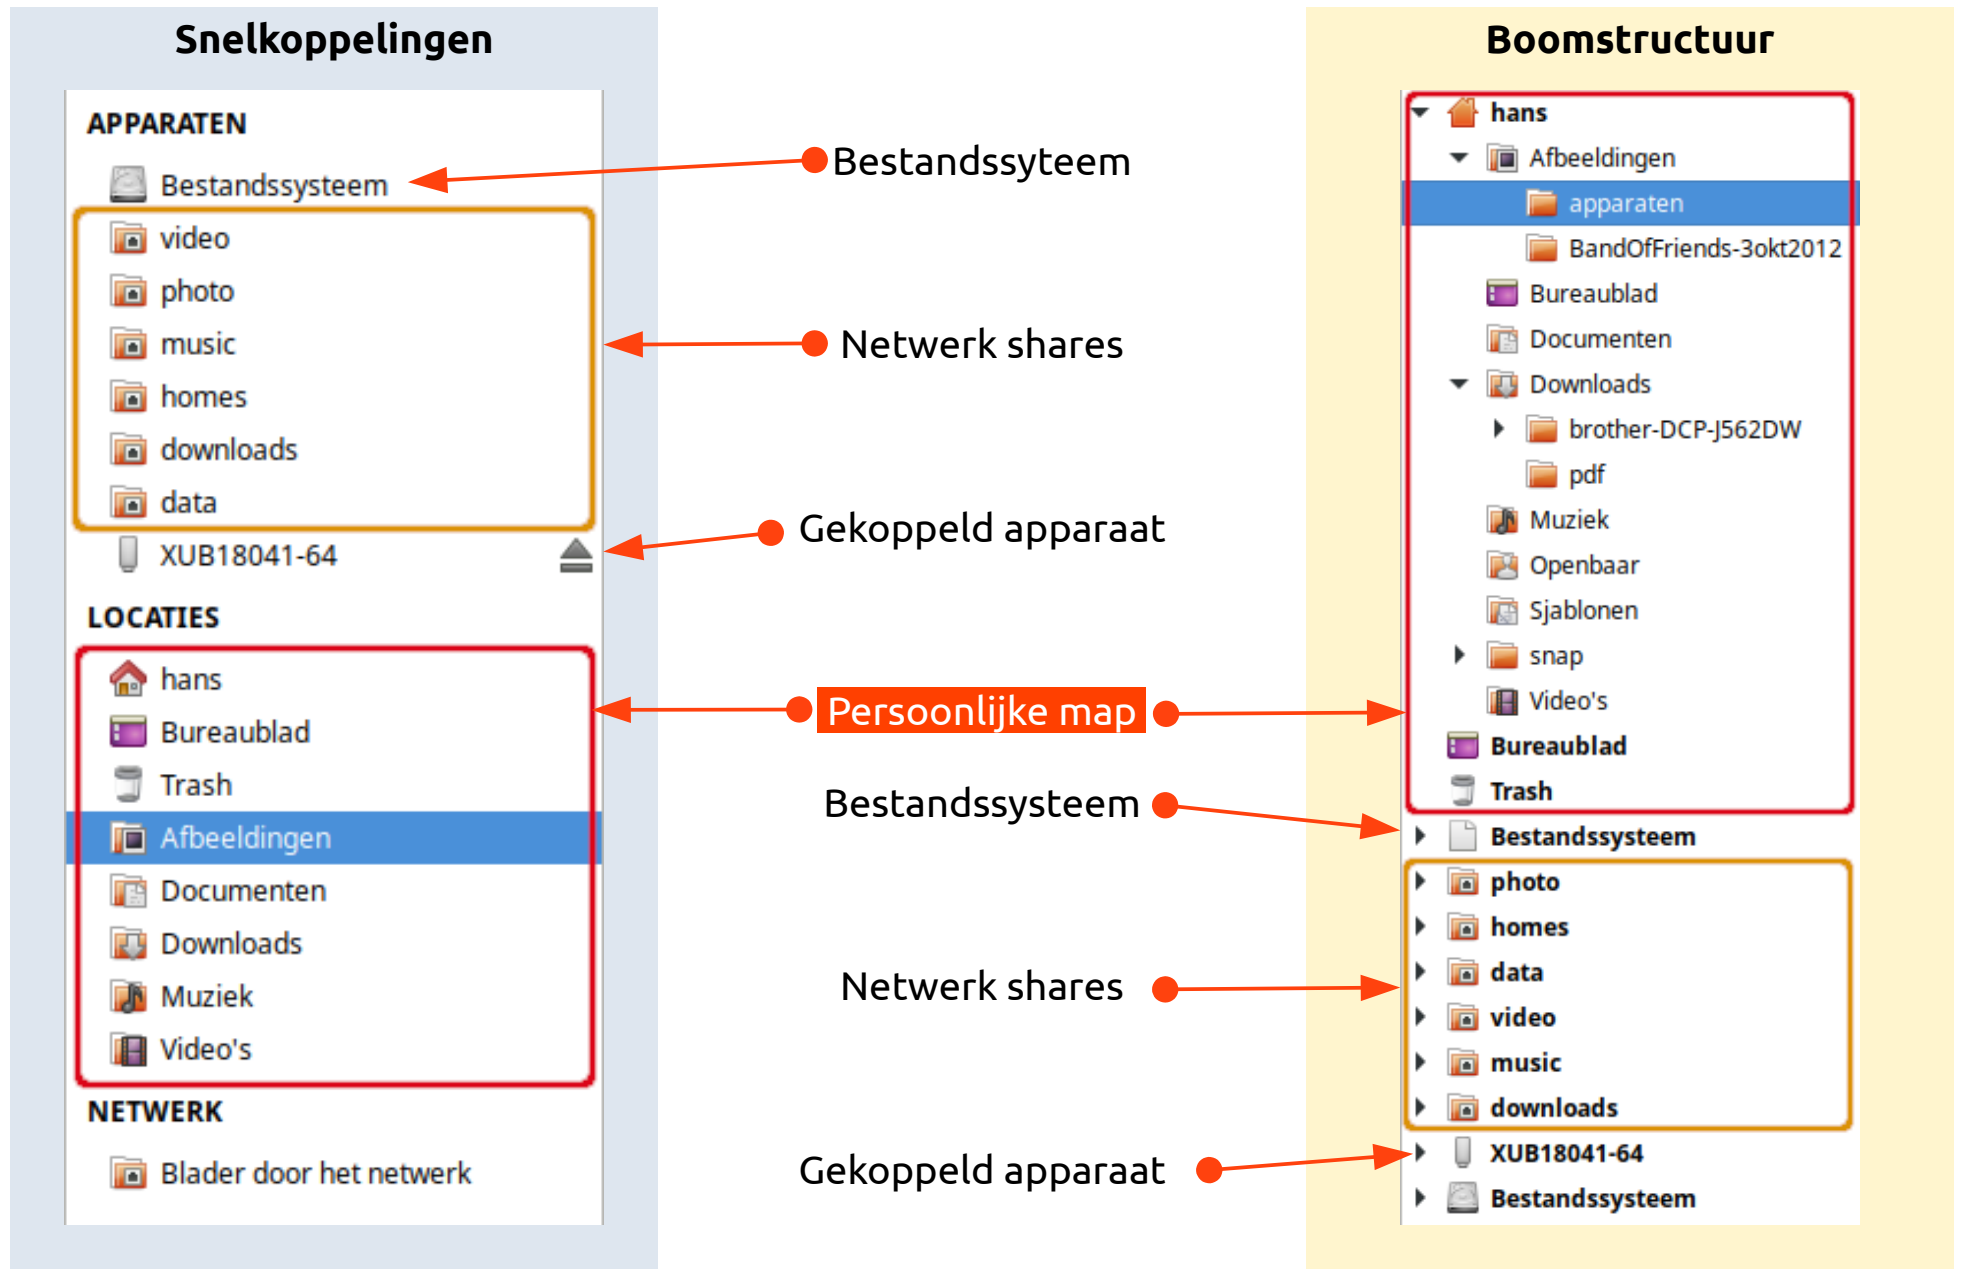 Snelkoppelingen
APPARATEN
Bestandssysteem
video
photo
music
homes
downloads
data
XUB18041-64
LOCATIES
hans
Bureaublad
Trash
Afbeeldingen
Documenten
Downloads
Muziek
Video's
NETWERK
Blader door het netwerk
Bestandssyteem
Netwerk shares
Gekoppeld apparaat
Persoonlijke map
Bestandssysteem
Netwerk shares
Gekoppeld apparaat
Boomstructuur
hans
Afbeeldingen
apparaten
BandOfFriends-3okt2012
Bureaublad
Documenten
Downloads
brother-DCP-J562DW
pdf
Muziek
Openbaar
Sjablonen
snap
Video's
Bureaublad
Trash
Bestandssysteem
photo
homes
data
video
music
downloads
XUB18041-64
Bestandssysteem